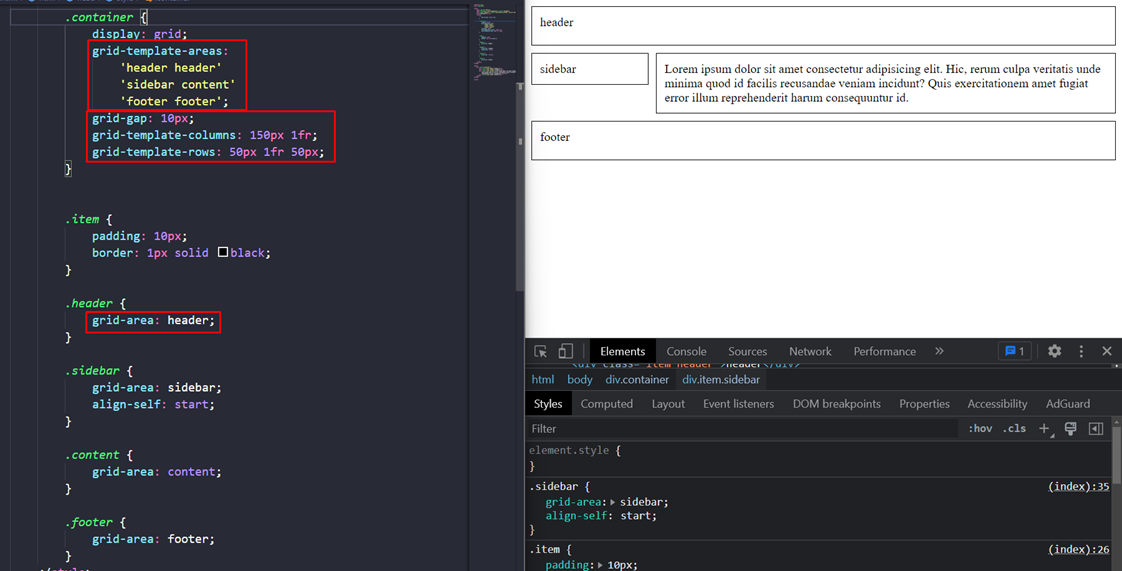 .container {
display: grid;
grid-template-areas:
'header header'
'sidebar content'
'footer footer';
grid-gap: 10px;
grid-template-columns: 150px 1fr;
grid-template-rows: 50px 1fr 50px;
}
.item {
padding: 10px;
border: 1px solid black;
}
.header {
grid-area: header;
}
.sidebar {
grid-area: sidebar;
align-self: start;
}
.content {
grid-area: content;
}
.footer {
grid-area: footer;
}
header
sidebar
Lorem ipsum dolor sit amet consectetur adipisicing elit. Hic, rerum culpa veritatis unde
minima quod id facilis recusandae veniam incidunt? Quis exercitationem amet fugiat
error illum reprehenderit harum consequuntur id.
footer
Elements Console Sources Network Performance » 1
<div class="item header">header</div>
html body div.container div.item.sidebar
Styles Computed Layout Event listeners DOM breakpoints Properties Accessibility AdGuard
Filter :hov .cls +
element.style {
}
.sidebar { (index):35
grid-area: sidebar;
align-self: start;
}
.item { (index):26
padding: 10px;